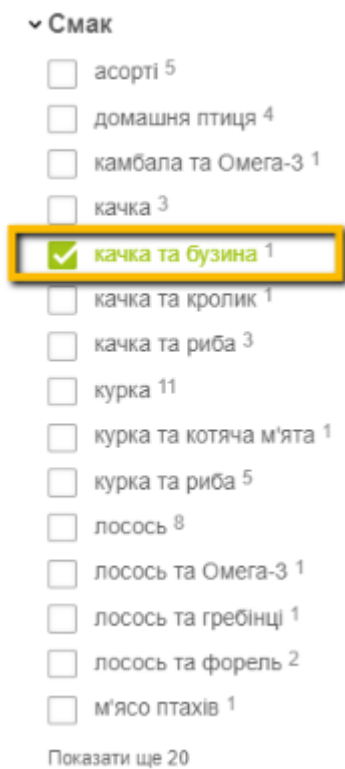 Смак
асорті 5
домашня птиця 4
камбала та Омега-3 1
качка 3
качка та бузина 1
качка та кролик 1
качка та риба 3
курка 11
курка та котяча м'ята 1
курка та риба 5
лосось 8
лосось та Омега-3 1
лосось та гребінці 1
лосось та форель 2
м'ясо птахів 1
Показати ще 20